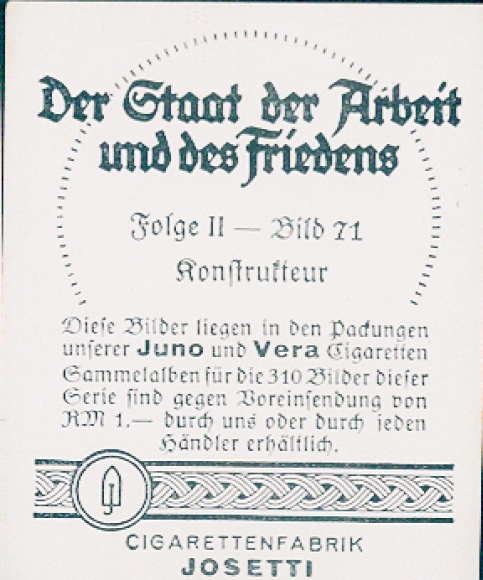 Der Staat der Arbeit
und des Friedens
Folge II — Bild 71
Konstrukteur
Diese Bilder liegen in den Packungen
unserer Juno und Vera Cigaretten
Sammelalben für die 310 Bilder dieser
Serie sind gegen Voreinsendung von
RM 1.— durch uns oder durch jeden
Händler erhältlich.
CIGARETTENFABRIK
JOSETTI